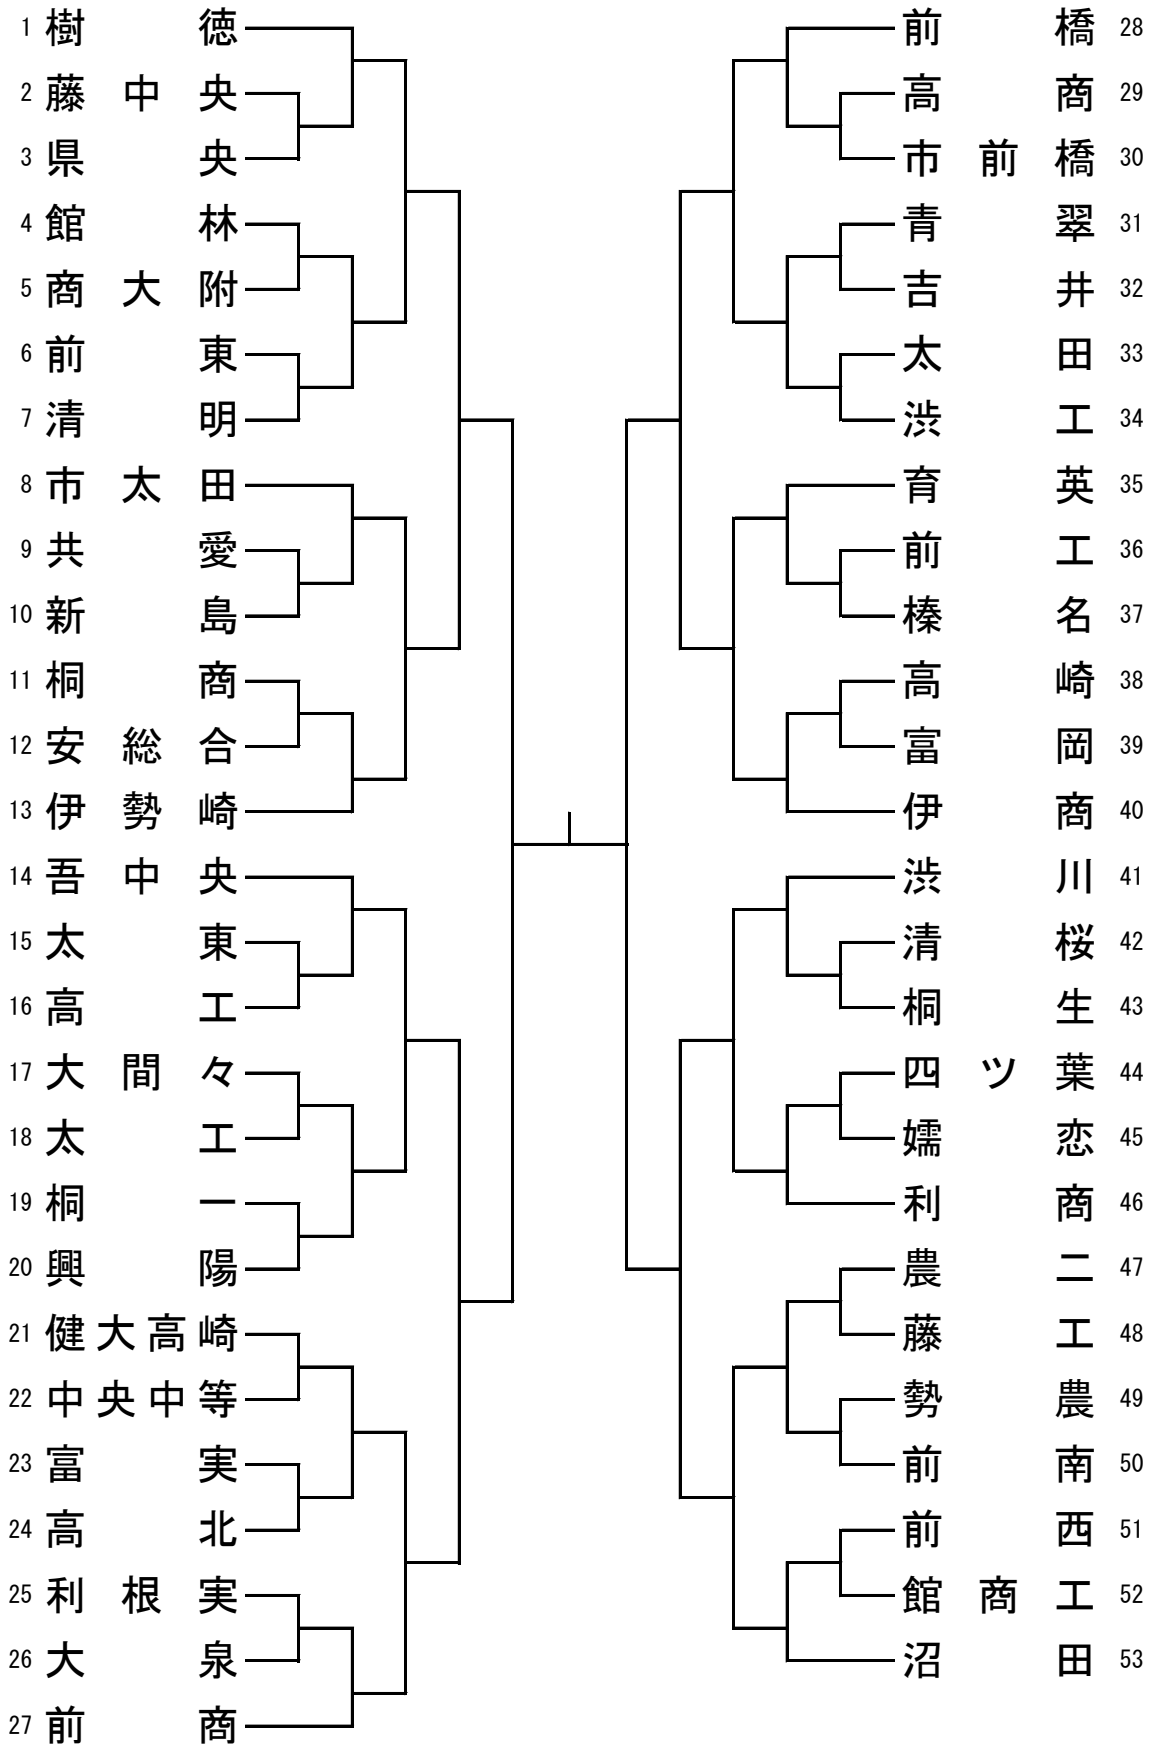 1 樹徳
2 藤中央
3 県央
4 館林
5 商大附
6 前東
7 清明
8 市太田
9 共愛
10 新島
11 桐商
12 安総合
13 伊勢崎
14 吾中央
15 太東
16 高工
17 大間々
18 太工
19 桐一
20 興陽
21 健大高崎
22 中央中等
23 富実
24 高北
25 利根実
26 大泉
27 前商
前橋 28
高商 29
市前橋 30
青翠 31
吉井 32
太田 33
渋工 34
育英 35
前工 36
榛名 37
高崎 38
富岡 39
伊商 40
渋川 41
清桜 42
桐生 43
四ツ葉 44
嬬恋 45
利商 46
農二 47
藤工 48
勢農 49
前南 50
前西 51
館商工 52
沼田 53